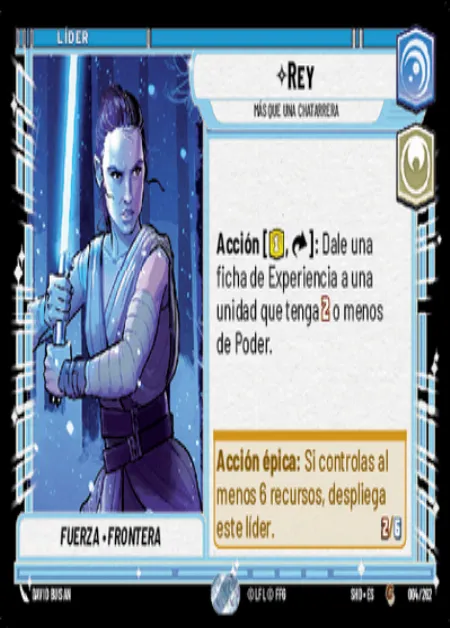 LÍDER
REY
MÁS QUE UNA CHATARRERA
Acción [1, ]: Dale una
ficha de Experiencia a una
unidad que tenga 2 o menos
de Poder.
Acción épica: Si controlas al
menos 6 recursos, despliega
este líder.
2/6
FUERZA • FRONTERA
DAVID BUISAN
© LFL © FFG
SHD • ES
C
004/262